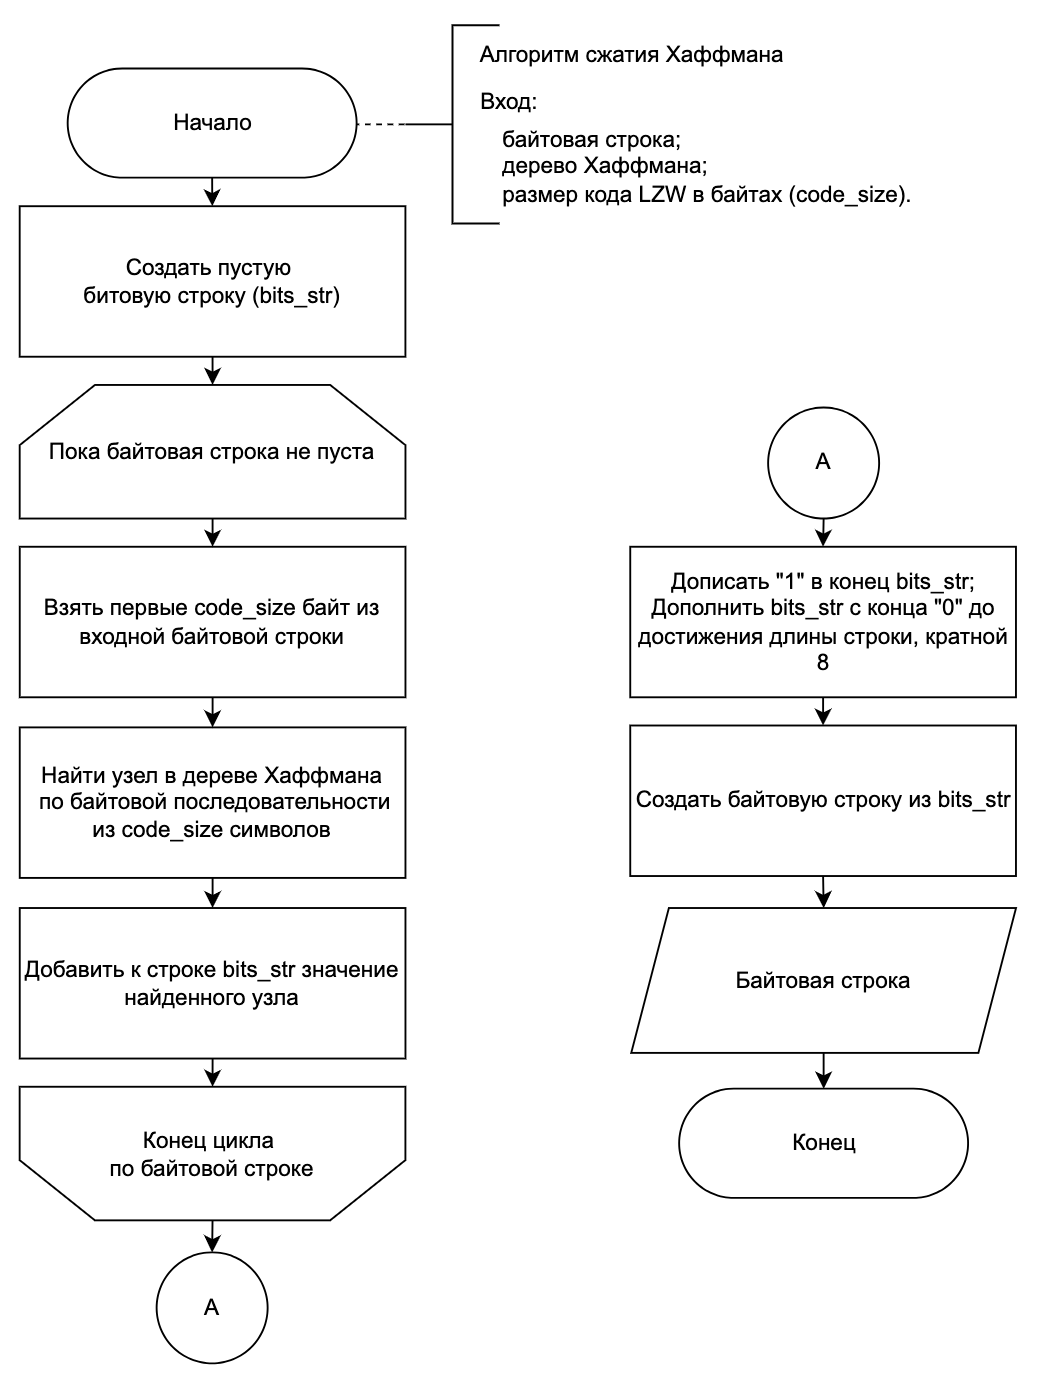 Алгоритм сжатия Хаффмана
Вход:
байтовая строка;
дерево Хаффмана;
размер кода LZW в байтах (code_size).
Начало
Создать пустую
битовую строку (bits_str)
Пока байтовая строка не пуста
Взять первые code_size байт из
входной байтовой строки
Найти узел в дереве Хаффмана
по байтовой последовательности
из code_size символов
Добавить к строке bits_str значение
найденного узла
Конец цикла
по байтовой строке
А
А
Дописать "1" в конец bits_str;
Дополнить bits_str с конца "0" до
достижения длины строки, кратной
8
Создать байтовую строку из bits_str
Байтовая строка
Конец